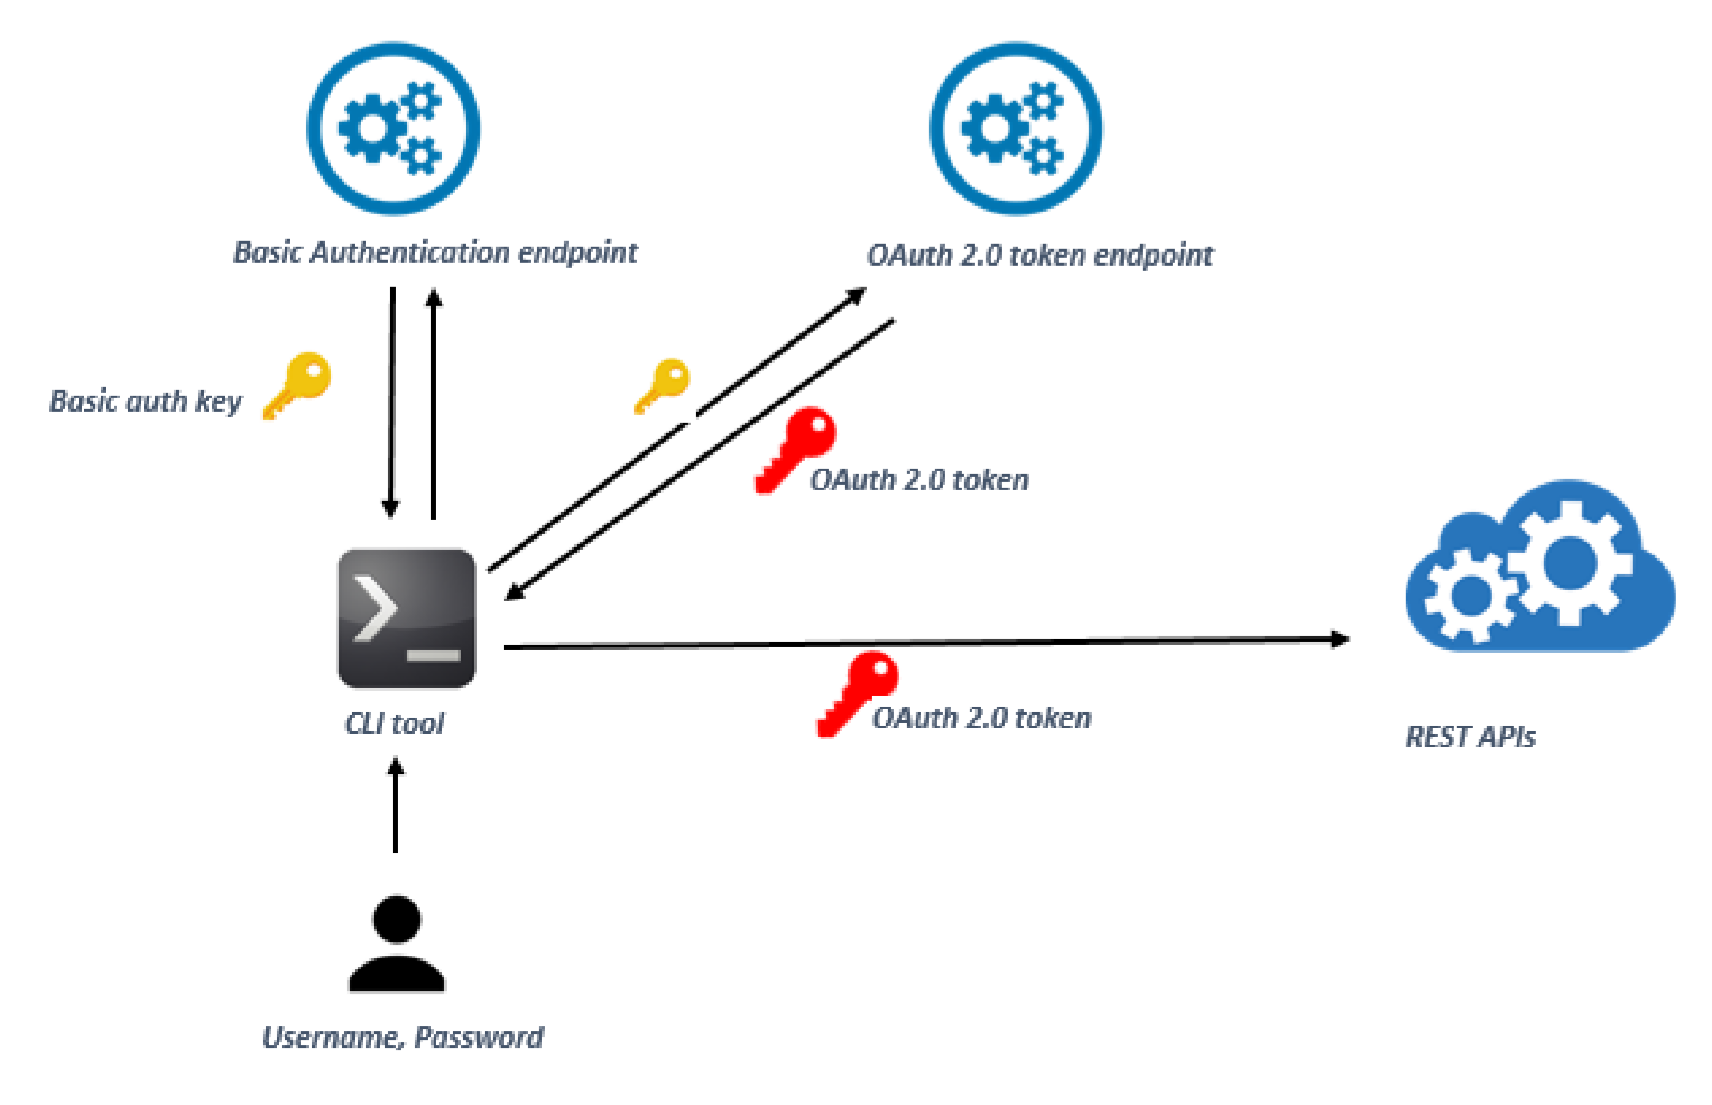 Basic Authentication endpoint
OAuth 2.0 token endpoint
Basic auth key
OAuth 2.0 token
CLI tool
OAuth 2.0 token
REST APIs
Username, Password